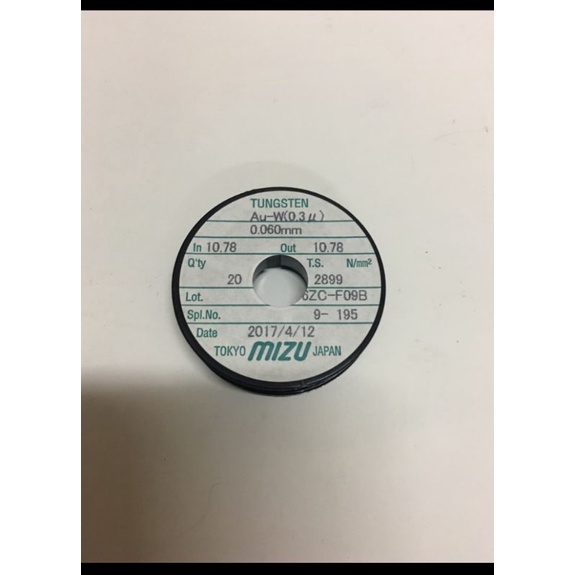 TUNGSTEN
Au-W(0.3μ)
0.060mm
In 10.78 Out 10.78
Q'ty T.S. N/mm²
20 2899
Lot. 6ZC-F09B
Spl.No. 9- 195
Date 2017/4/12
TOKYO MIZU JAPAN